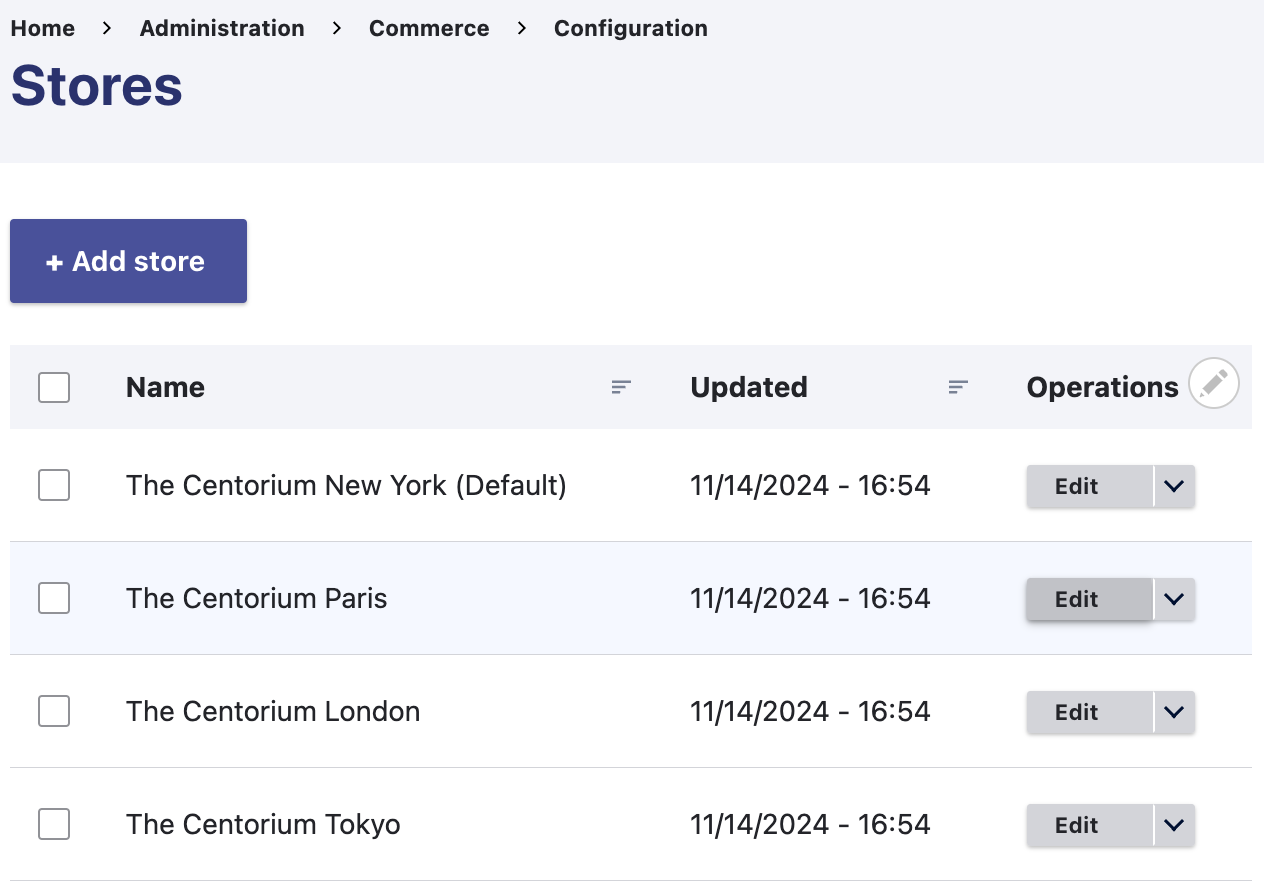 Home > Administration > Commerce > Configuration
Stores
+ Add store
Name Updated Operations
The Centorium New York (Default) 11/14/2024 - 16:54 Edit
The Centorium Paris 11/14/2024 - 16:54 Edit
The Centorium London 11/14/2024 - 16:54 Edit
The Centorium Tokyo 11/14/2024 - 16:54 Edit